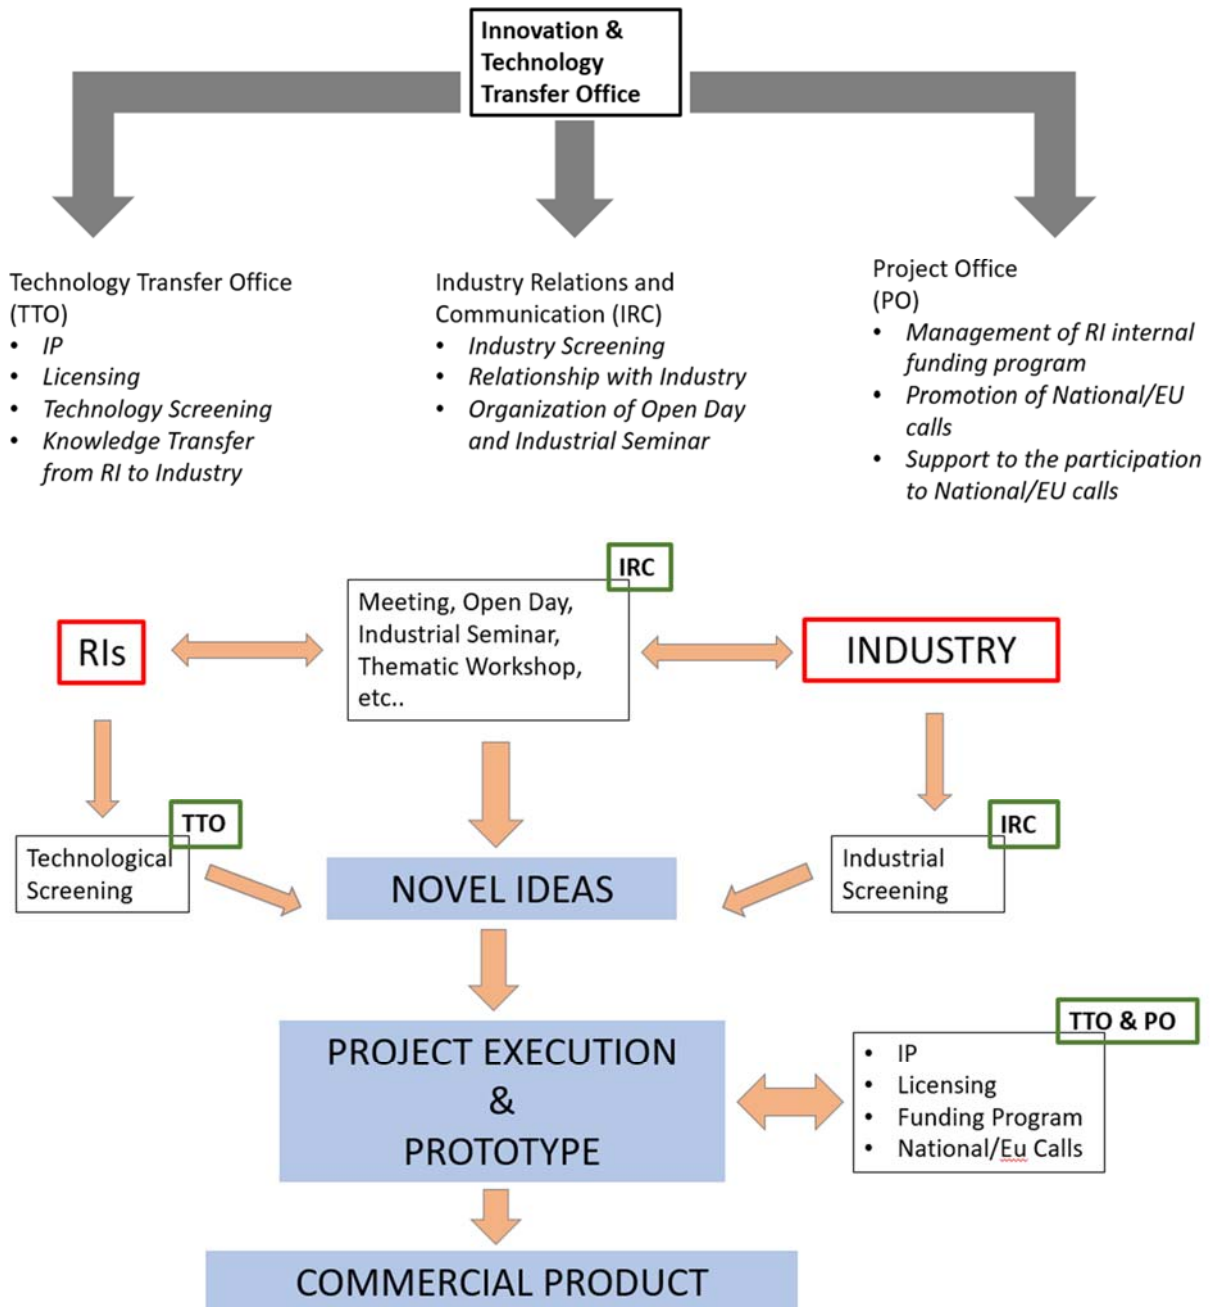 Innovation &
Technology
Transfer Office
Technology Transfer Office
(TTO)
• IP
• Licensing
• Technology Screening
• Knowledge Transfer
from RI to Industry
Industry Relations and
Communication (IRC)
• Industry Screening
• Relationship with Industry
• Organization of Open Day
and Industrial Seminar
Project Office
(PO)
• Management of RI internal
funding program
• Promotion of National/EU
calls
• Support to the participation
to National/EU calls
RIs
IRC
Meeting, Open Day,
Industrial Seminar,
Thematic Workshop,
etc..
INDUSTRY
TTO
Technological
Screening
IRC
Industrial
Screening
NOVEL IDEAS
PROJECT EXECUTION
&
PROTOTYPE
TTO & PO
• IP
• Licensing
• Funding Program
• National/Eu Calls
COMMERCIAL PRODUCT